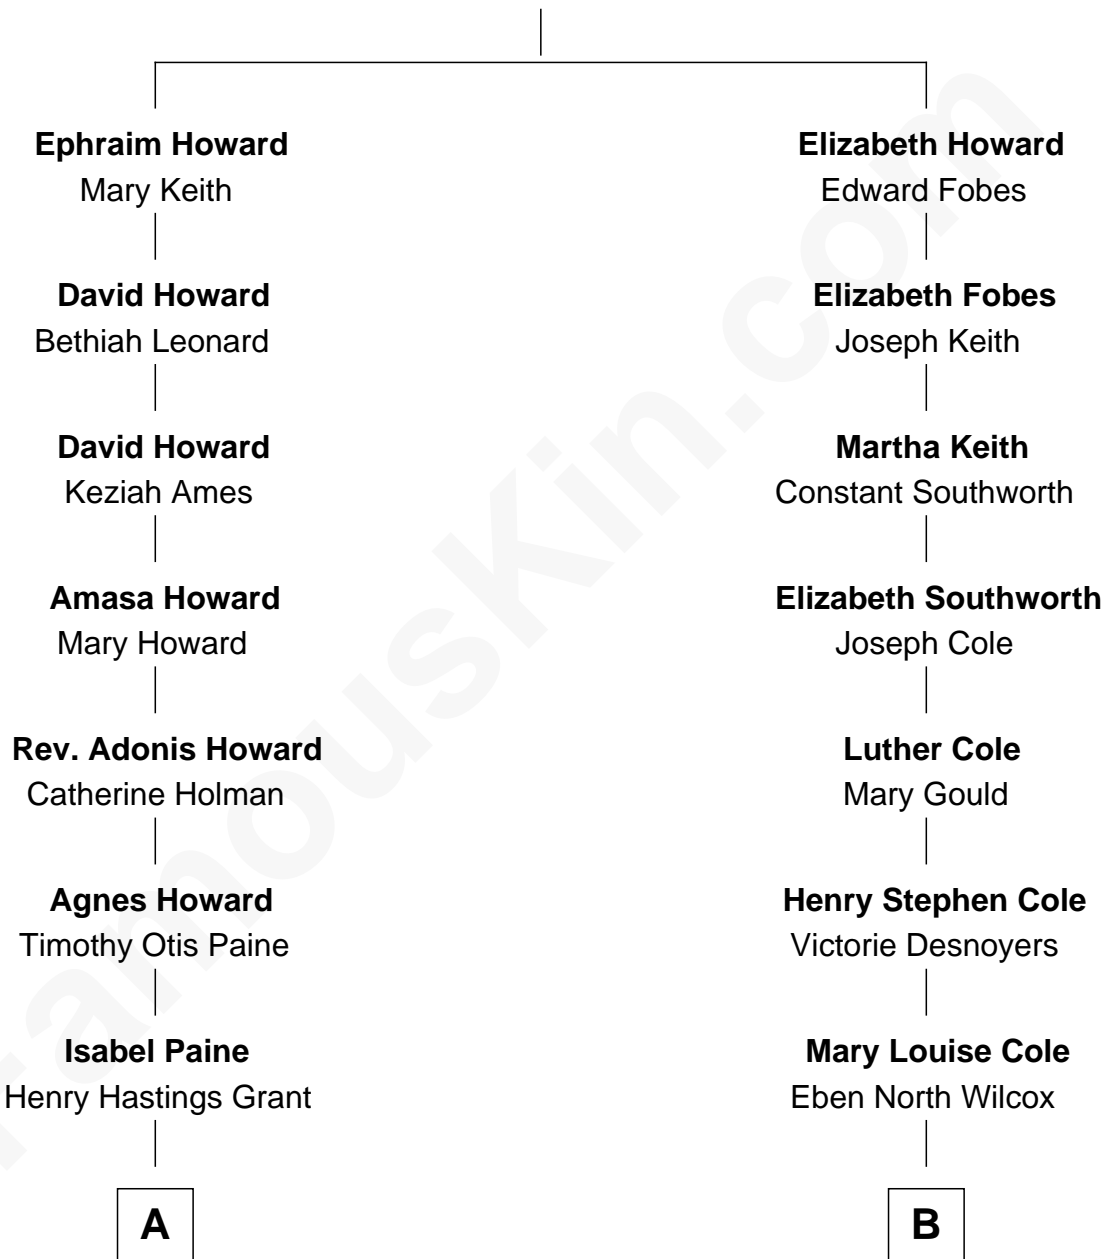 Ephraim Howard
Mary Keith
David Howard
Bethiah Leonard
David Howard
Keziah Ames
Amasa Howard
Mary Howard
Rev. Adonis Howard
Catherine Holman
Agnes Howard
Timothy Otis Paine
Isabel Paine
Henry Hastings Grant
A
Elizabeth Howard
Edward Fobes
Elizabeth Fobes
Joseph Keith
Martha Keith
Constant Southworth
Elizabeth Southworth
Joseph Cole
Luther Cole
Mary Gould
Henry Stephen Cole
Victorie Desnoyers
Mary Louise Cole
Eben North Wilcox
B
FamousKin.com